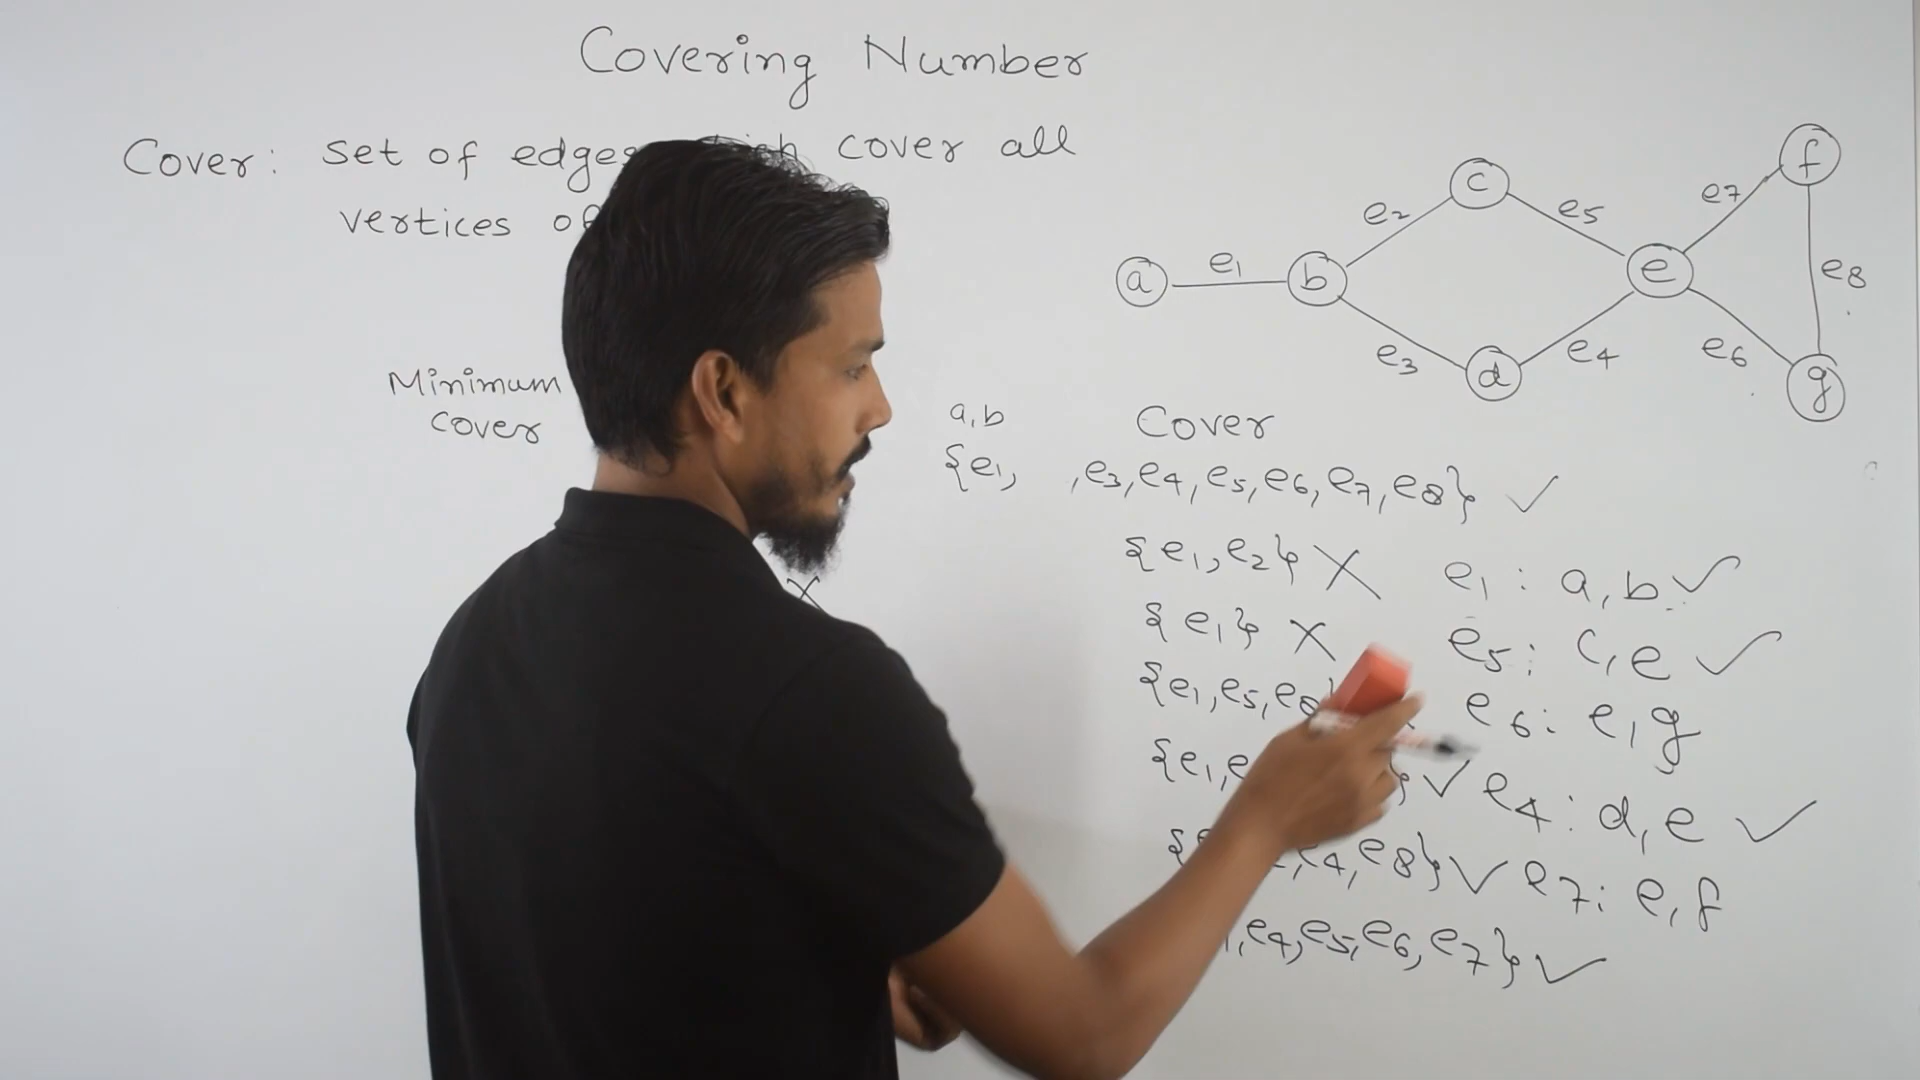 Covering Number
Cover: set of edges cover all
vertices of
Minimum
cover
a e1 b e2 c e5 e e7 f
e3 d e4 e6 g e8
a,b
Cover
{e1, ,e3,e4,e5,e6,e7,e8} ✓
{e1,e2} X
e1 : a,b ✓
{e1} X
e5: c,e ✓
{e1,e5,e8
e6: e,g
{e1, } ✓
e4: d,e ✓
,e4,e8} ✓
e7: e,f
,e4,e5,e6,e7} ✓
X